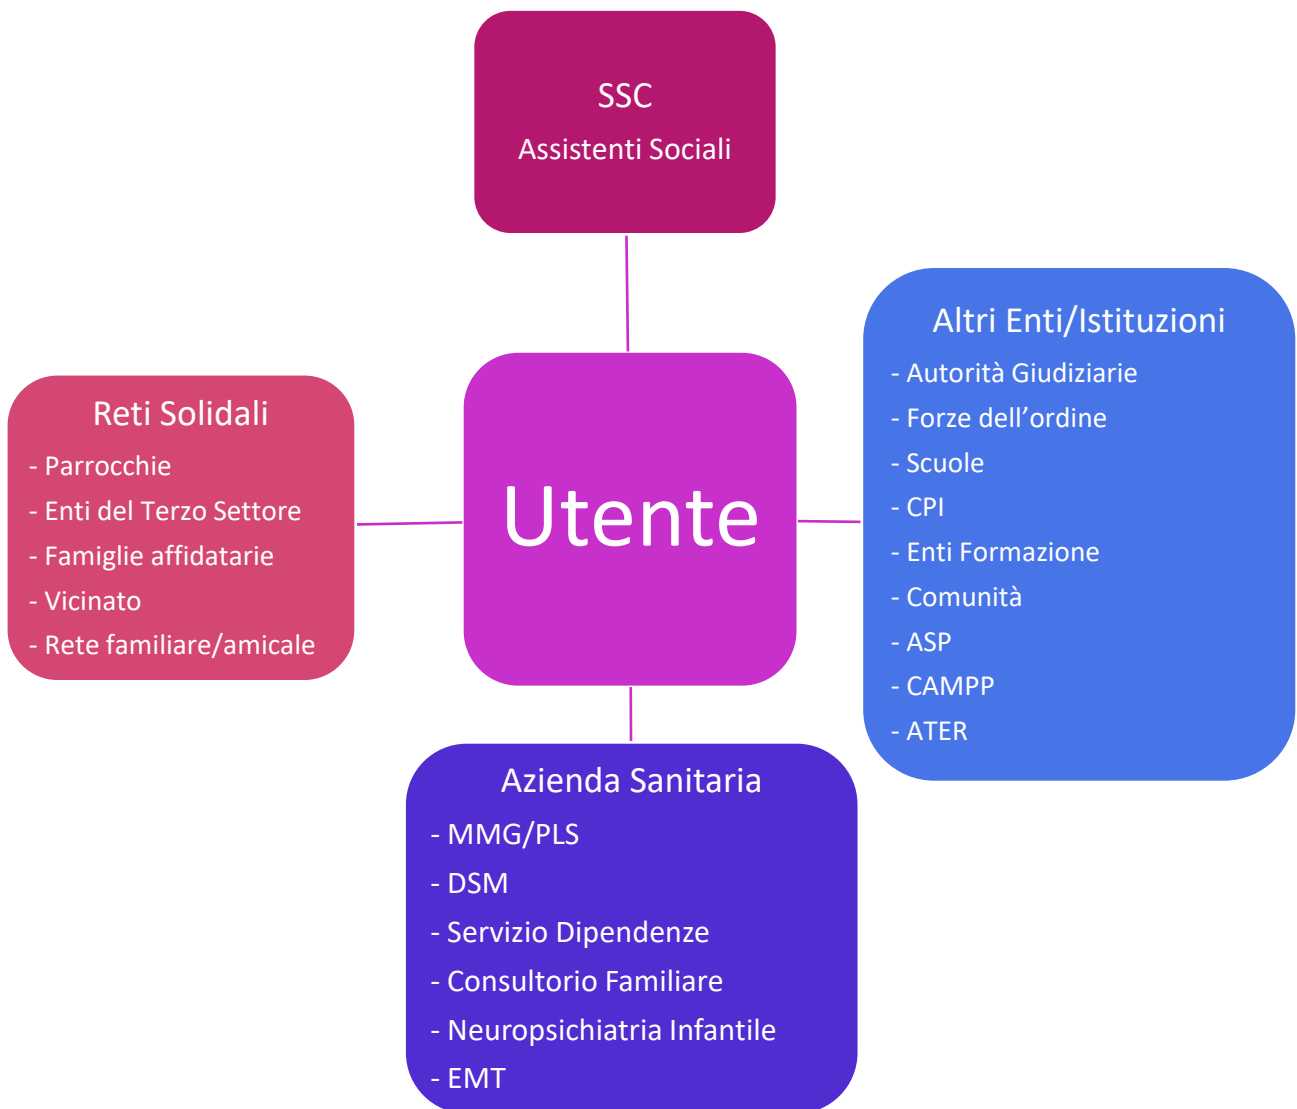 SSC
Assistenti Sociali
Altri Enti/Istituzioni
- Autorità Giudiziarie
- Forze dell’ordine
- Scuole
- CPI
- Enti Formazione
- Comunità
- ASP
- CAMPP
- ATER
Reti Solidali
- Parrocchie
- Enti del Terzo Settore
- Famiglie affidatarie
- Vicinato
- Rete familiare/amicale
Utente
Azienda Sanitaria
- MMG/PLS
- DSM
- Servizio Dipendenze
- Consultorio Familiare
- Neuropsichiatria Infantile
- EMT